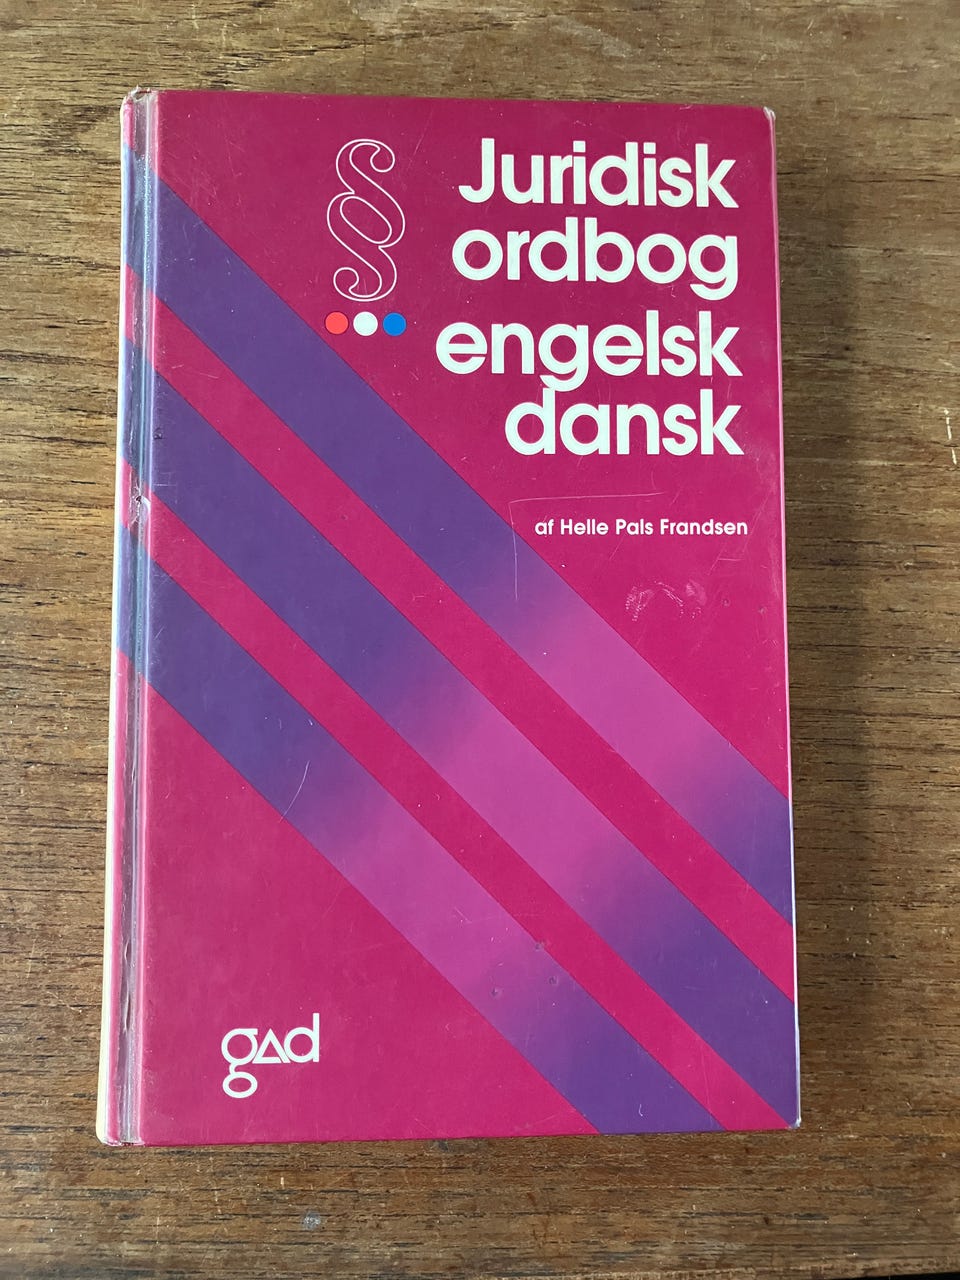 §
Juridisk
ordbog
engelsk
dansk
af Helle Pals Frandsen
gad